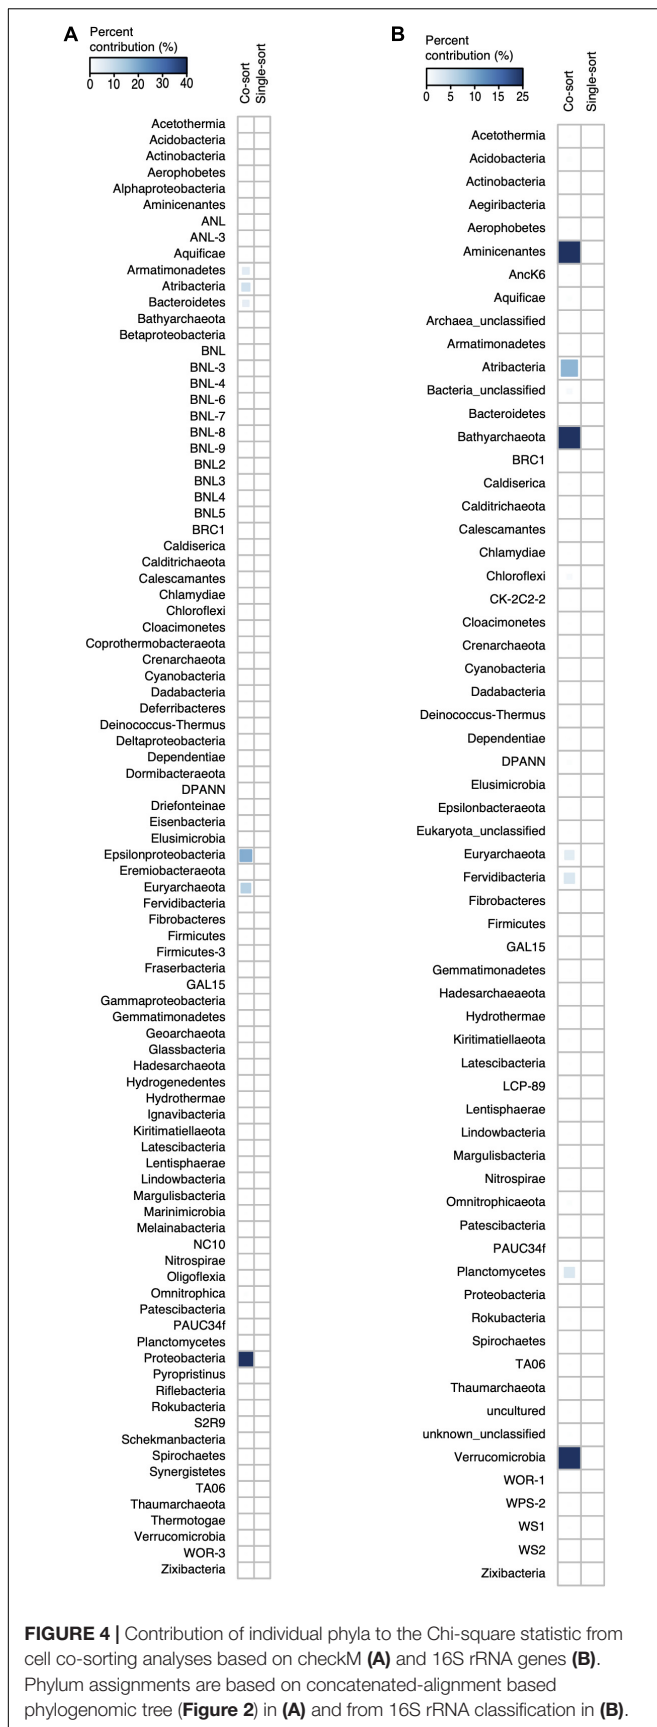 A
Percent
contribution (%)
0 10 20 30 40
Co-sort
Single-sort
Acetothermia
Acidobacteria
Actinobacteria
Aerophobetes
Alphaproteobacteria
Aminicenantes
ANL
ANL-3
Aquificae
Armatimonadetes
Atribacteria
Bacteroidetes
Bathyarchaeota
Betaproteobacteria
BNL
BNL-3
BNL-4
BNL-6
BNL-7
BNL-8
BNL-9
BNL2
BNL3
BNL4
BNL5
BRC1
Caldiserica
Calditrichaeota
Calescamantes
Chlamydiae
Chloroflexi
Cloacimonetes
Coprothermobacteraeota
Crenarchaeota
Cyanobacteria
Dadabacteria
Deferribacteres
Deinococcus-Thermus
Deltaproteobacteria
Dependentiae
Dormibacteraeota
DPANN
Driefonteinae
Eisenbacteria
Elusimicrobia
Epsilonproteobacteria
Eremiobacteraeota
Euryarchaeota
Fervidibacteria
Fibrobacteres
Firmicutes
Firmicutes-3
Fraserbacteria
GAL15
Gammaproteobacteria
Gemmatimonadetes
Geoarchaeota
Glassbacteria
Hadesarchaeota
Hydrogenedentes
Hydrothermae
Ignavibacteria
Kiritimatiellaeota
Latescibacteria
Lentisphaerae
Lindowbacteria
Margulisbacteria
Marinimicrobia
Melainabacteria
NC10
Nitrospirae
Oligoflexia
Omnitrophica
Patescibacteria
PAUC34f
Planctomycetes
Proteobacteria
Pyropristinus
Riflebacteria
Rokubacteria
S2R9
Schekmanbacteria
Spirochaetes
Synergistetes
TA06
Thaumarchaeota
Thermotogae
Verrucomicrobia
WOR-3
Zixibacteria
B
Percent
contribution (%)
0 5 10 15 20 25
Co-sort
Single-sort
Acetothermia
Acidobacteria
Actinobacteria
Aegiribacteria
Aerophobetes
Aminicenantes
AncK6
Aquificae
Archaea_unclassified
Armatimonadetes
Atribacteria
Bacteria_unclassified
Bacteroidetes
Bathyarchaeota
BRC1
Caldiserica
Calditrichaeota
Calescamantes
Chlamydiae
Chloroflexi
CK-2C2-2
Cloacimonetes
Crenarchaeota
Cyanobacteria
Dadabacteria
Deinococcus-Thermus
Dependentiae
DPANN
Elusimicrobia
Epsilonbacteraeota
Eukaryota_unclassified
Euryarchaeota
Fervidibacteria
Fibrobacteres
Firmicutes
GAL15
Gemmatimonadetes
Hadesarchaeaeota
Hydrothermae
Kiritimatiellaeota
Latescibacteria
LCP-89
Lentisphaerae
Lindowbacteria
Margulisbacteria
Nitrospirae
Omnitrophicaeota
Patescibacteria
PAUC34f
Planctomycetes
Proteobacteria
Rokubacteria
Spirochaetes
TA06
Thaumarchaeota
uncultured
unknown_unclassified
Verrucomicrobia
WOR-1
WPS-2
WS1
WS2
Zixibacteria
FIGURE 4 | Contribution of individual phyla to the Chi-square statistic from
cell co-sorting analyses based on checkM (A) and 16S rRNA genes (B).
Phylum assignments are based on concatenated-alignment based
phylogenomic tree (Figure 2) in (A) and from 16S rRNA classification in (B).